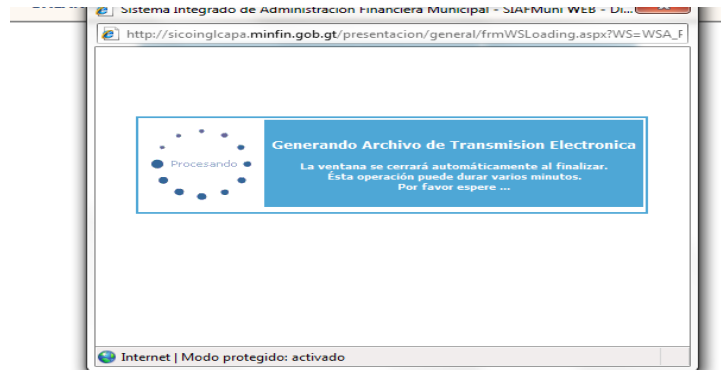 Sistema Integrado de Administración Financiera Municipal - SIAFMuni WEB - Di...
http://sicoinglcapa.minfin.gob.gt/presentacion/general/frmWSLoading.aspx?WS=WSA_F
Procesando
Generando Archivo de Transmision Electronica
La ventana se cerrará automáticamente al finalizar.
Ésta operación puede durar varios minutos.
Por favor espere ...
Internet | Modo protegido: activado